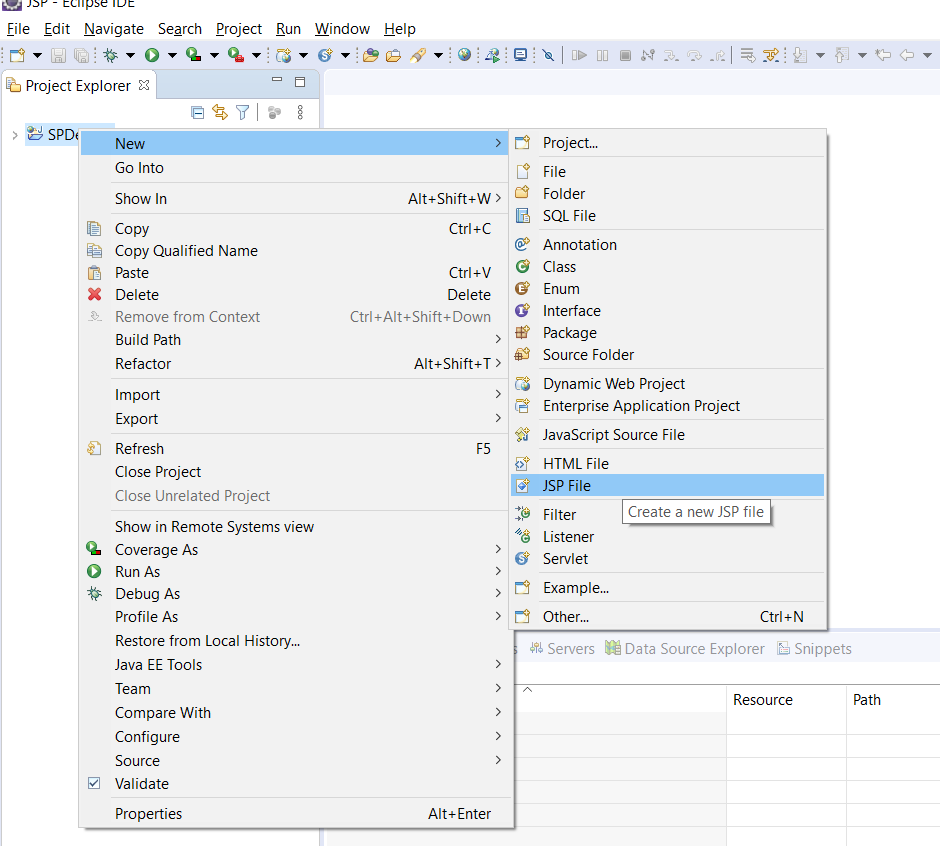 JSP - Eclipse IDE
File Edit Navigate Search Project Run Window Help
Project Explorer
New
Go Into
Show In Alt+Shift+W
Copy Ctrl+C
Copy Qualified Name
Paste Ctrl+V
Delete Delete
Remove from Context Ctrl+Alt+Shift+Down
Build Path
Refactor Alt+Shift+T
Import
Export
Refresh F5
Close Project
Close Unrelated Project
Show in Remote Systems view
Coverage As
Run As
Debug As
Profile As
Restore from Local History...
Java EE Tools
Team
Compare With
Configure
Source
Validate
Properties Alt+Enter
Project...
File
Folder
SQL File
Annotation
Class
Enum
Interface
Package
Source Folder
Dynamic Web Project
Enterprise Application Project
JavaScript Source File
HTML File
JSP File
Create a new JSP file
Filter
Listener
Servlet
Example...
Other... Ctrl+N
Servers Data Source Explorer Snippets
Resource Path